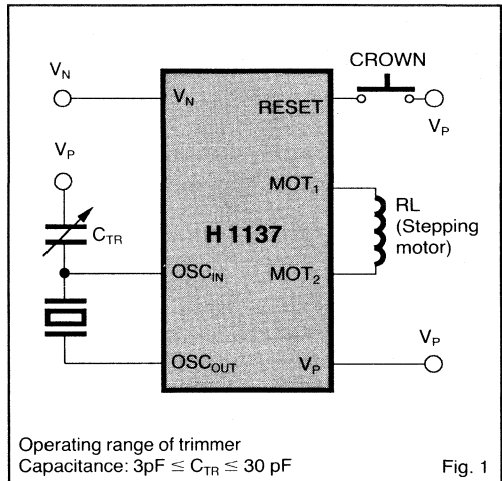 CROWN
V_N
V_N
RESET
V_P
V_P
MOT_1
RL
(Stepping
motor)
H 1137
C_TR
MOT_2
OSC_IN
V_P
OSC_OUT
V_P
Operating range of trimmer
Capacitance: 3pF ≤ C_TR ≤ 30 pF
Fig. 1